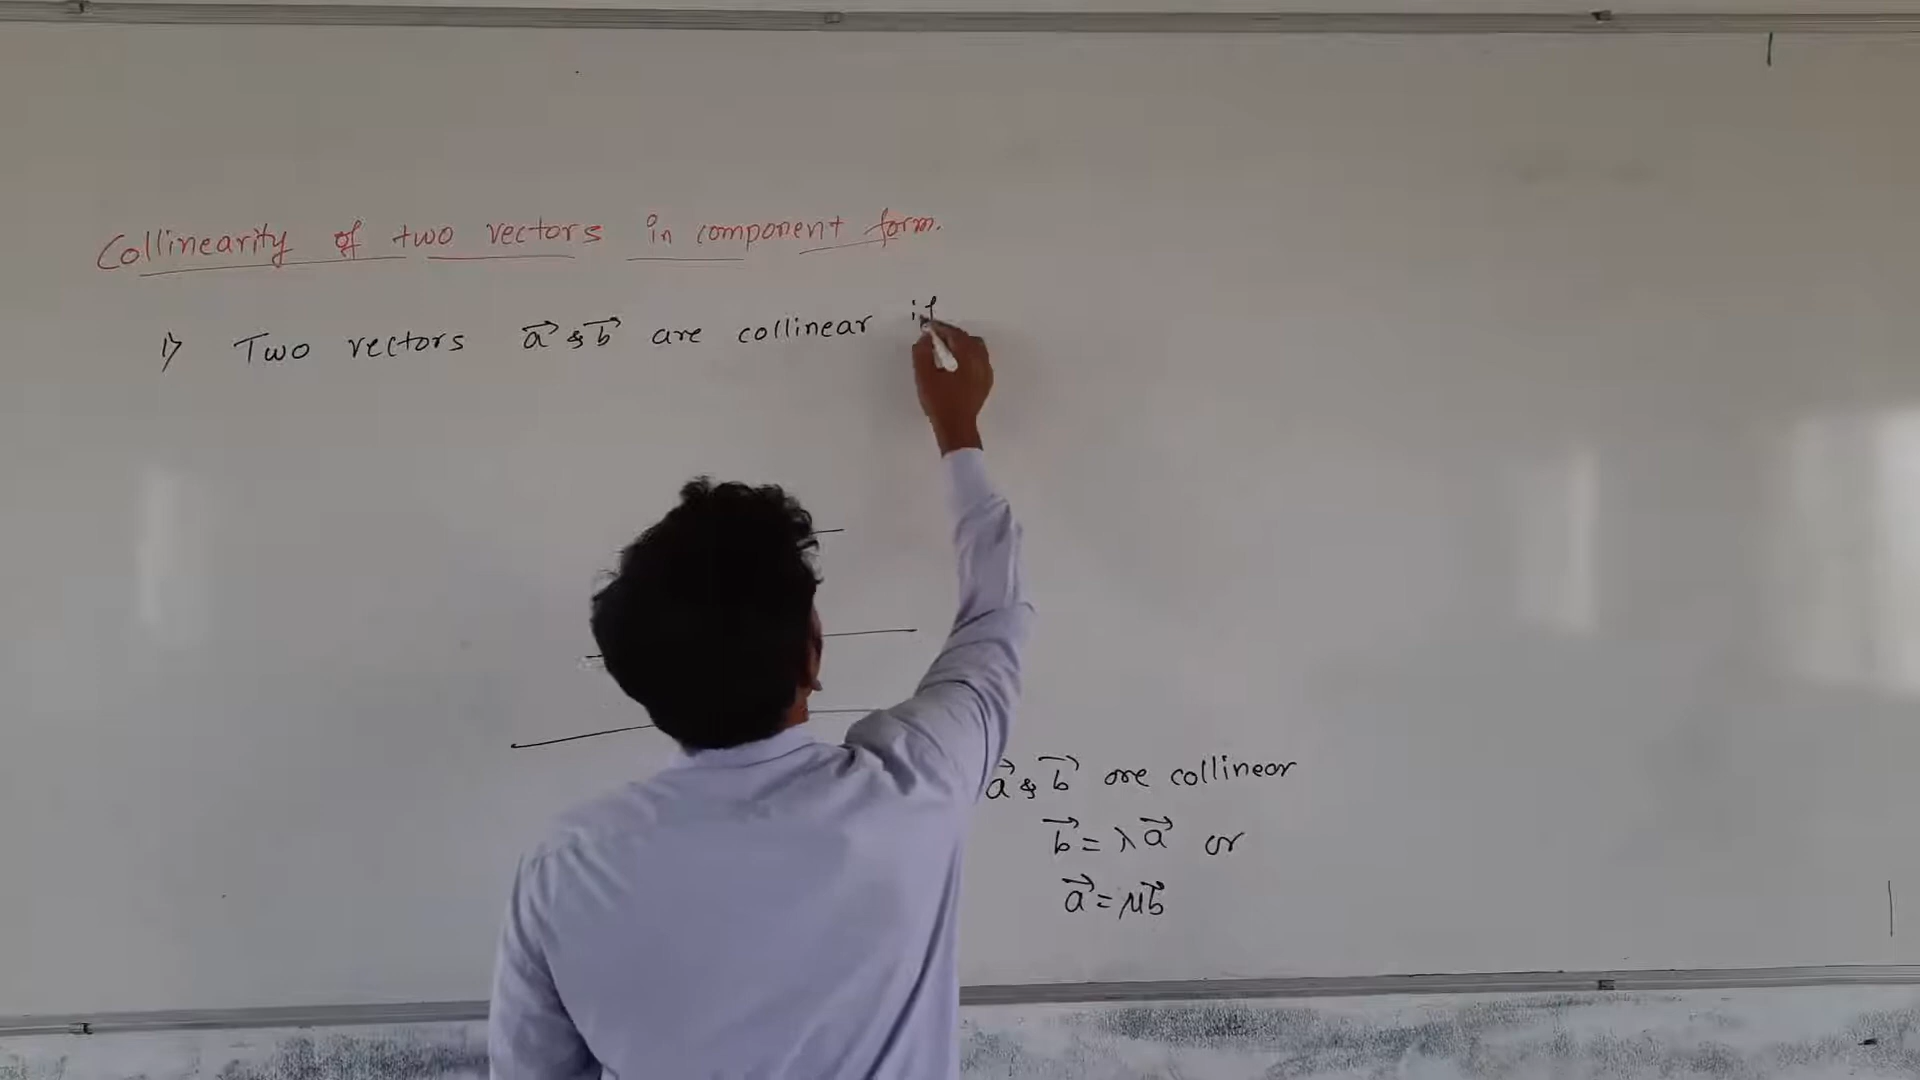 Collinearity of two vectors in component form.
1) Two vectors a⃗ & b⃗ are collinear if
a⃗ & b⃗ are collinear
b⃗ = λa⃗ or
a⃗ = μb⃗